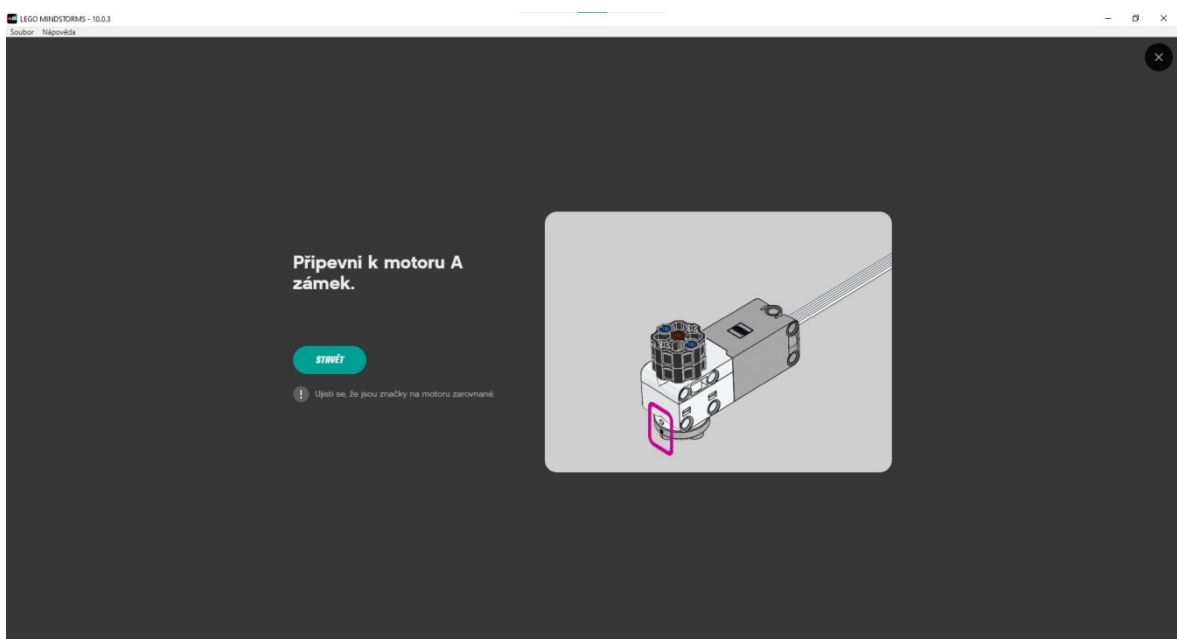 LEGO MINDSTORMS - 10.0.3
Soubor Nápověda
Připevni k motoru A
zámek.
STAVĚT
! Ujisti se, že jsou značky na motoru zarovnané.